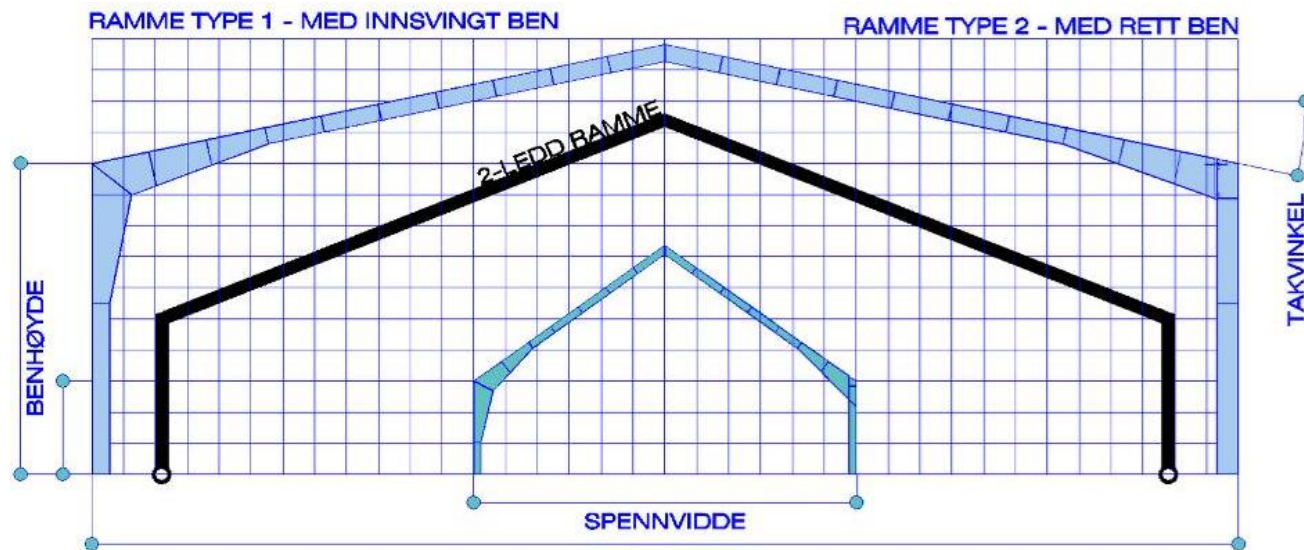 RAMME TYPE 1 - MED INNSVINGT BEN
RAMME TYPE 2 - MED RETT BEN
2-LEDD RAMME
BENHØYDE
TAKVINKEL
SPENNVIDDE